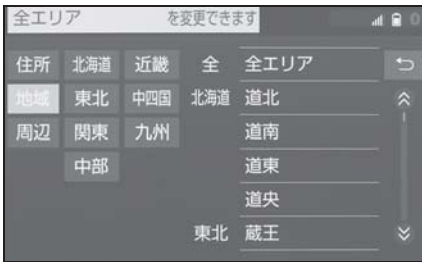 全エリア を変更できます
住所 北海道 近畿 全 全エリア
地域 東北 中四国 北海道 道北
周辺 関東 九州 道南
中部 道東
道央
東北 蔵王